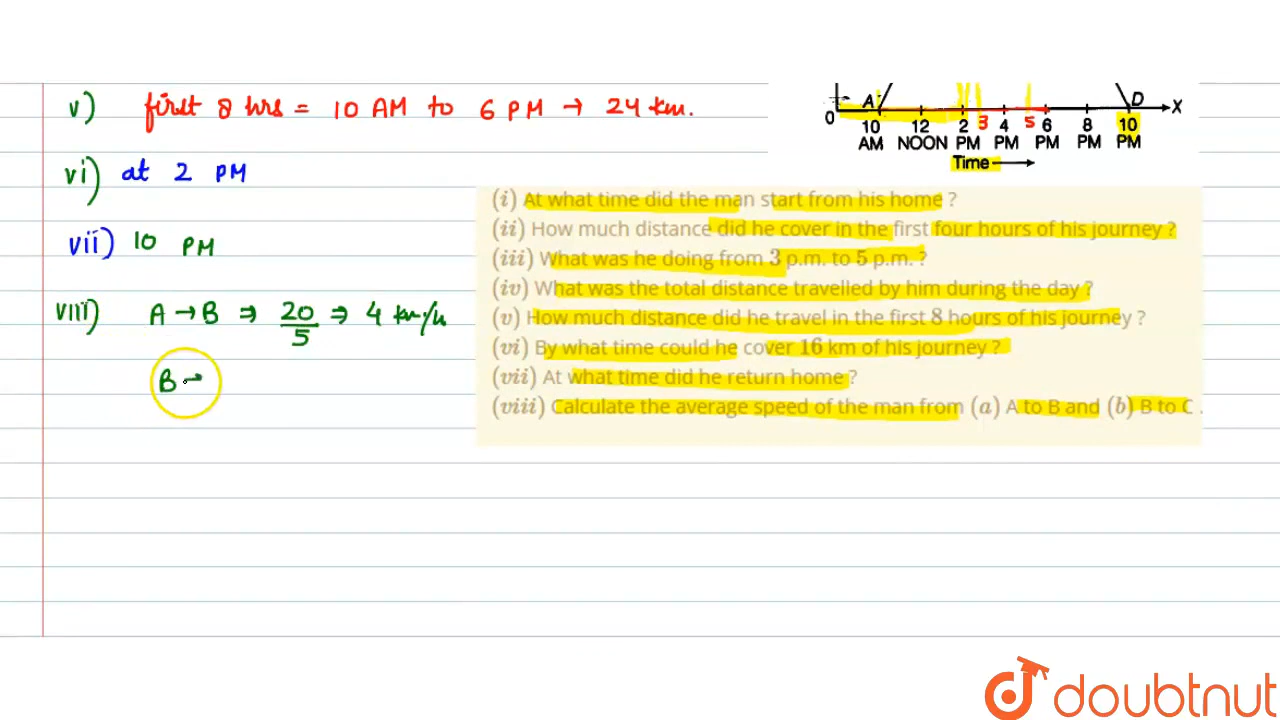 v) first 8 hrs = 10 AM to 6 PM → 24 km.
vi) at 2 PM
vii) 10 PM
viii) A → B ⇒ 20/5 ⇒ 4 km/h
B →
A D X
0 3 5
10 12 2 4 6 8 10
AM NOON PM PM PM PM PM
Time →
(i) At what time did the man start from his home ?
(ii) How much distance did he cover in the first four hours of his journey ?
(iii) What was he doing from 3 p.m. to 5 p.m. ?
(iv) What was the total distance travelled by him during the day ?
(v) How much distance did he travel in the first 8 hours of his journey ?
(vi) By what time could he cover 16 km of his journey ?
(vii) At what time did he return home ?
(viii) Calculate the average speed of the man from (a) A to B and (b) B to C .
doubtnut